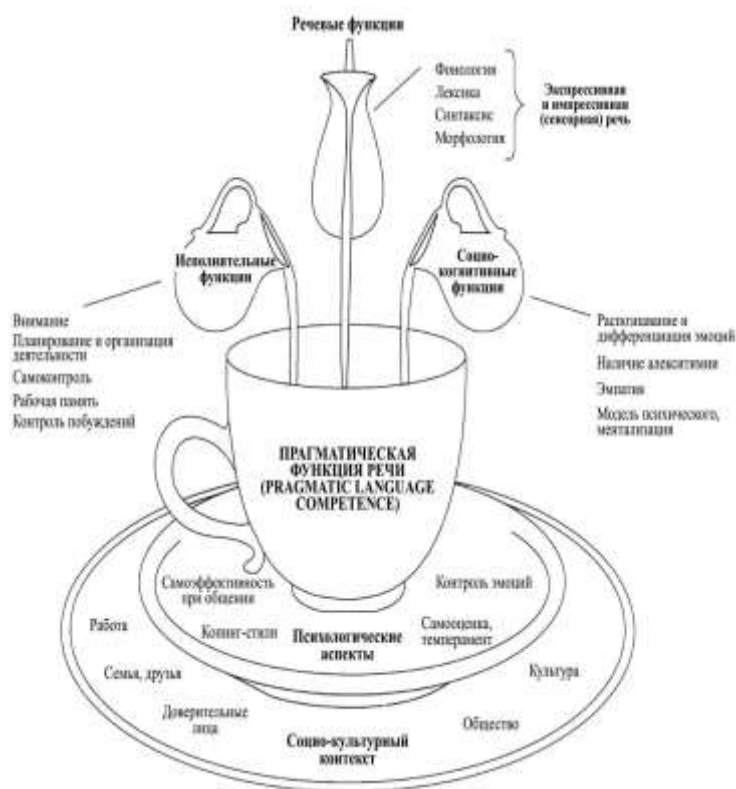 Речевые функции
Фонология
Лексика
Синтаксис
Морфология
Экспрессивная
и импрессивная
(сенсорная) речь
Исполнительные
функции
Социо-
когнитивные
функции
Внимание
Планирование и организация
деятельности
Самоконтроль
Рабочая память
Контроль побуждений
Распознавание и
дифференциация эмоций
Наличие алекситимии
Эмпатия
Модель психического,
ментализация
ПРАГМАТИЧЕСКАЯ
ФУНКЦИЯ РЕЧИ
(PRAGMATIC LANGUAGE
COMPETENCE)
Самоэффективность
при общении
Контроль эмоций
Копинг-стили
Психологические
аспекты
Самооценка,
темперамент
Работа
Семья, друзья
Доверительные
лица
Социо-культурный
контекст
Общество
Культура